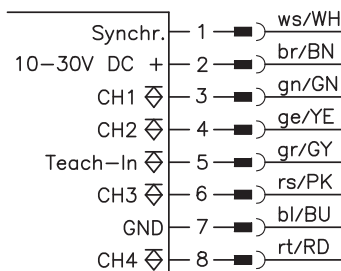 Synchr. 1 ws/WH
10–30V DC + 2 br/BN
CH1 3 gn/GN
CH2 4 ge/YE
Teach–In 5 gr/GY
CH3 6 rs/PK
GND 7 bl/BU
CH4 8 rt/RD